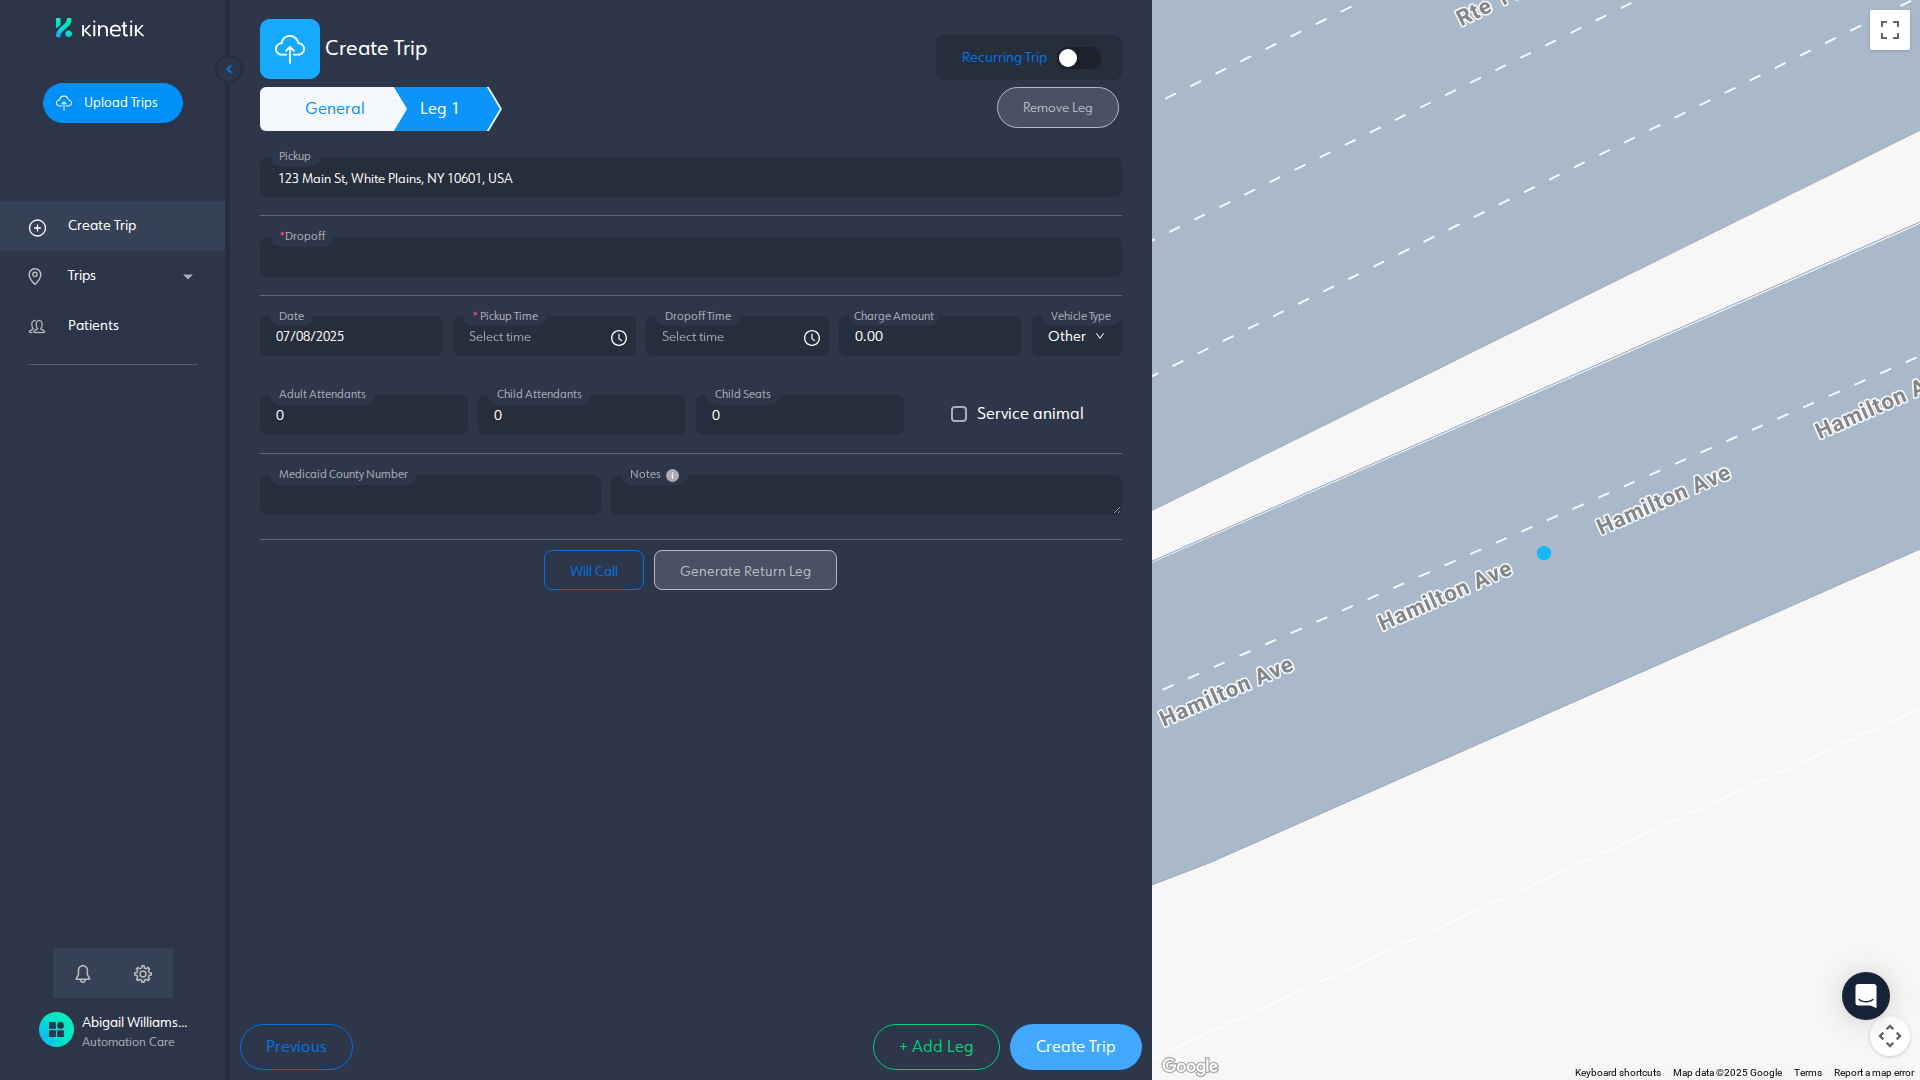 kinetik
Upload Trips
Create Trip
Trips
Patients
Abigail Williams...
Automation Care
Create Trip
Recurring Trip
General
Leg 1
Remove Leg
Pickup
123 Main St, White Plains, NY 10601, USA
*Dropoff
Date
07/08/2025
* Pickup Time
Select time
Dropoff Time
Select time
Charge Amount
0.00
Vehicle Type
Other
Adult Attendants
0
Child Attendants
0
Child Seats
0
Service animal
Medicaid County Number
Notes
Will Call
Generate Return Leg
Previous
+ Add Leg
Create Trip
Rte
Hamilton A
Hamilton Ave
Hamilton Ave
Hamilton Ave
Google
Keyboard shortcuts
Map data ©2025 Google
Terms
Report a map error